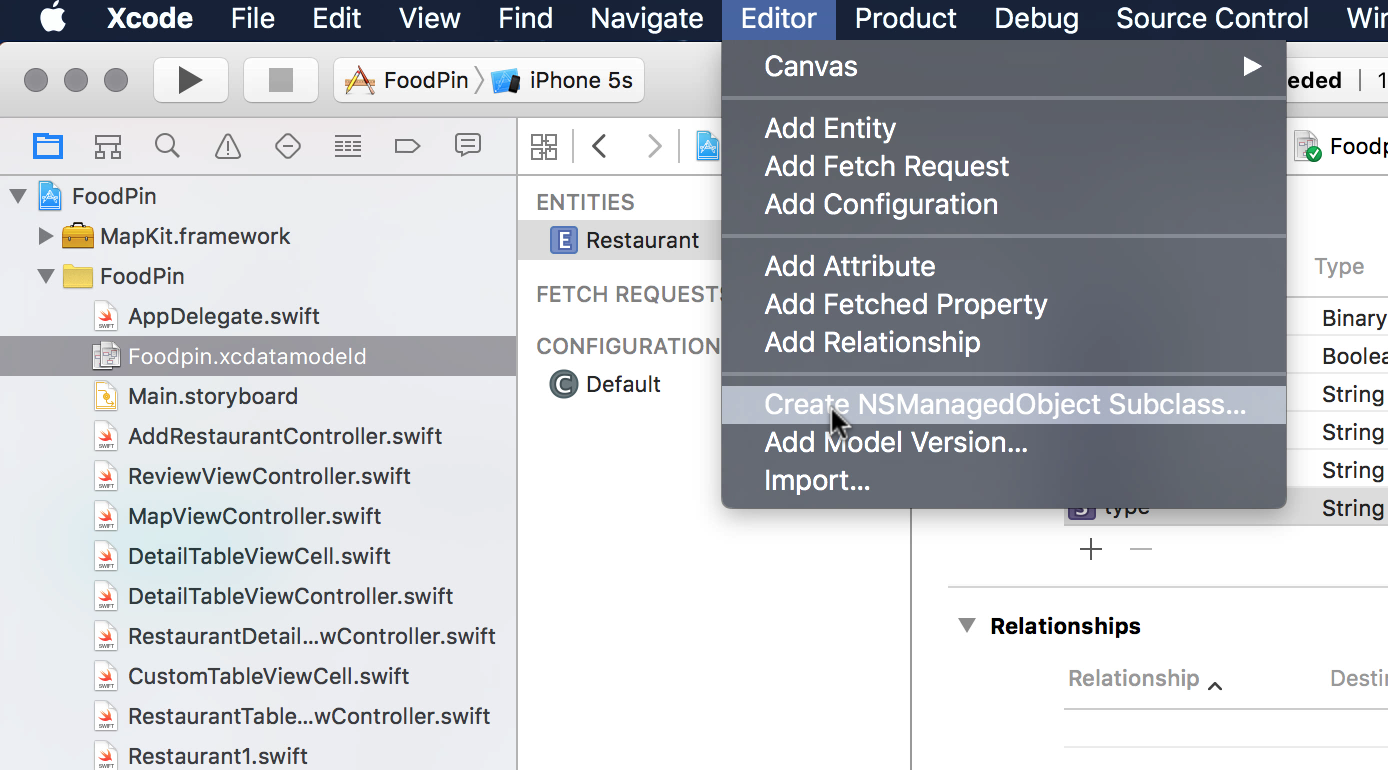 Xcode File Edit View Find Navigate Editor Product Debug Source Control
FoodPin iPhone 5s
eded | 1
Canvas
Add Entity
Add Fetch Request
Add Configuration
Add Attribute
Add Fetched Property
Add Relationship
Create NSManagedObject Subclass...
Add Model Version...
Import...
FoodPin
MapKit.framework
FoodPin
AppDelegate.swift
Foodpin.xcdatamodeld
Main.storyboard
AddRestaurantController.swift
ReviewViewController.swift
MapViewController.swift
DetailTableViewCell.swift
DetailTableViewController.swift
RestaurantDetail...wController.swift
CustomTableViewCell.swift
RestaurantTable...wController.swift
Restaurant1.swift
ENTITIES
E Restaurant
FETCH REQUESTS
CONFIGURATION
C Default
Foodp
Type
Binary
Boolea
String
String
String
type String
Relationships
Relationship Destin